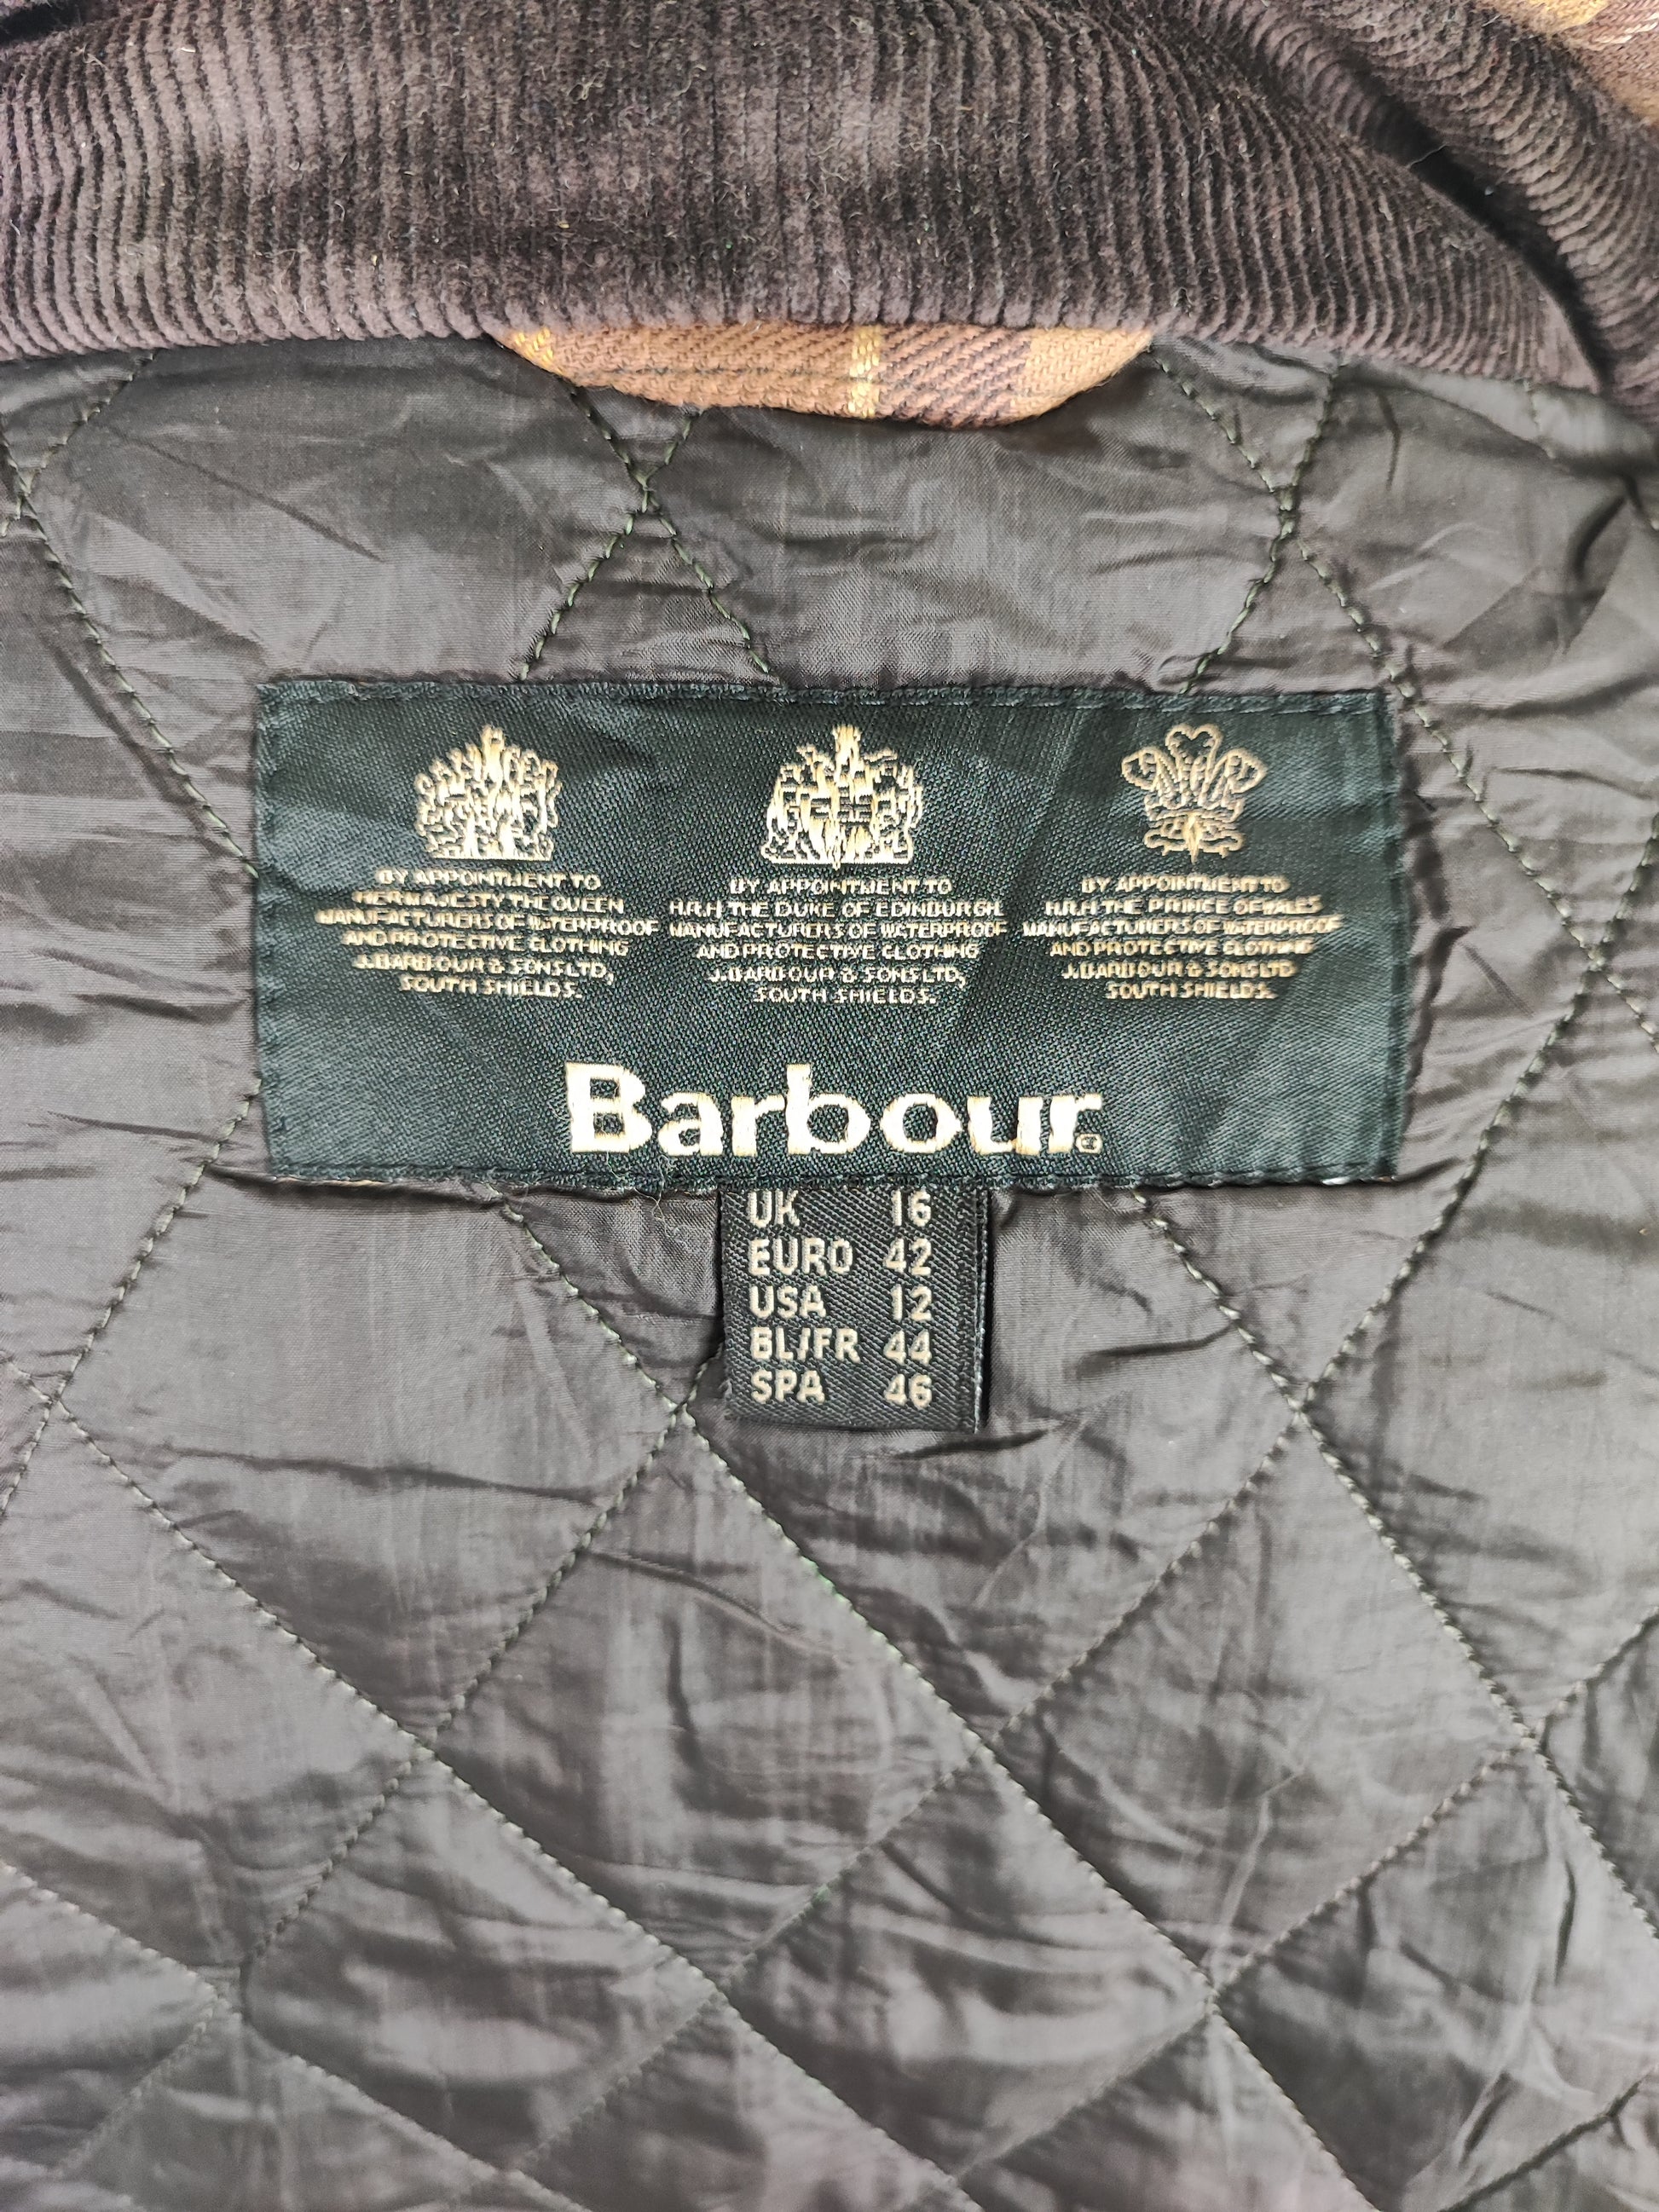 BY APPOINTMENT TO
HER MAJESTY THE QUEEN
MANUFACTURERS OF WATERPROOF
AND PROTECTIVE CLOTHING
J. BARBOUR & SONS LTD,
SOUTH SHIELDS.
BY APPOINTMENT TO
H.R.H THE DUKE OF EDINBURGH.
MANUFACTURERS OF WATERPROOF
AND PROTECTIVE CLOTHING
J. BARBOUR & SONS LTD,
SOUTH SHIELDS.
BY APPOINTMENT TO
H.R.H THE PRINCE OF WALES
MANUFACTURERS OF WATERPROOF
AND PROTECTIVE CLOTHING
J. BARBOUR & SONS LTD
SOUTH SHIELDS.
Barbour®
UK 16
EURO 42
USA 12
BL/FR 44
SPA 46